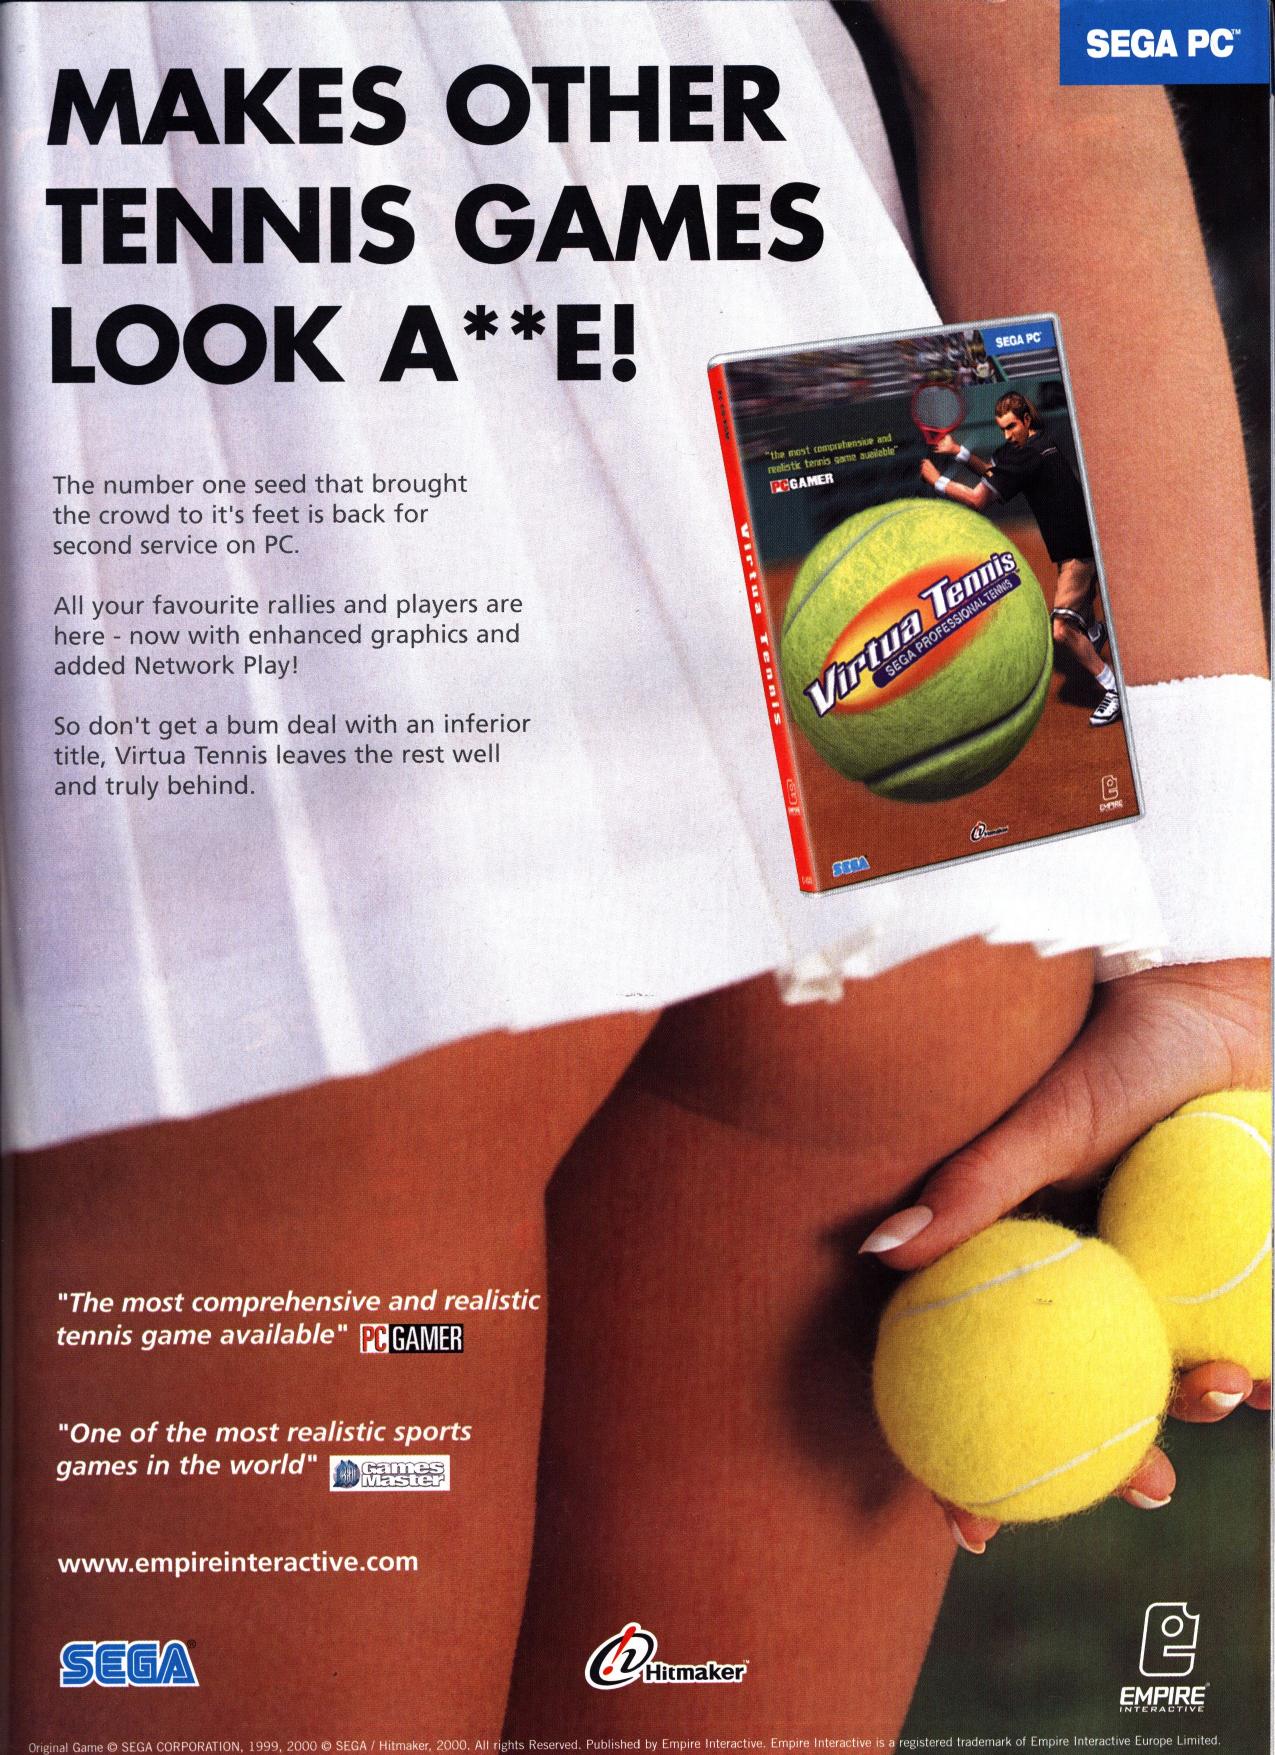 SEGA PC™
MAKES OTHER
TENNIS GAMES
LOOK A**E!
The number one seed that brought
the crowd to it's feet is back for
second service on PC.
All your favourite rallies and players are
here - now with enhanced graphics and
added Network Play!
So don't get a bum deal with an inferior
title, Virtua Tennis leaves the rest well
and truly behind.
SEGA PC
"the most comprehensive and
realistic tennis game available"
PC GAMER
Virtua Tennis
Virtua Tennis
SEGA PROFESSIONAL TENNIS
EMPIRE
Hitmaker
SEGA
"The most comprehensive and realistic
tennis game available" PC GAMER
"One of the most realistic sports
games in the world" Games Master
www.empireinteractive.com
SEGA®
Hitmaker™
EMPIRE
INTERACTIVE
Original Game © SEGA CORPORATION, 1999, 2000 © SEGA / Hitmaker, 2000. All rights Reserved. Published by Empire Interactive. Empire Interactive is a registered trademark of Empire Interactive Europe Limited.